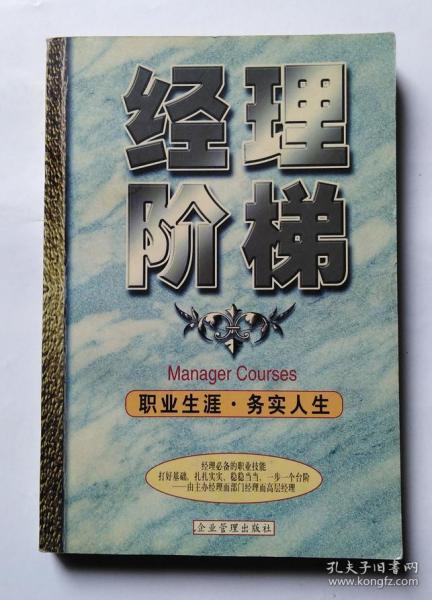 经理
阶梯
Manager Courses
职业生涯·务实人生
经理必备的职业技能
打好基础，扎扎实实、稳稳当当，一步一个台阶
——由主办经理而部门经理而高层经理
企业管理出版社
孔夫子旧书网
www.kongfz.com